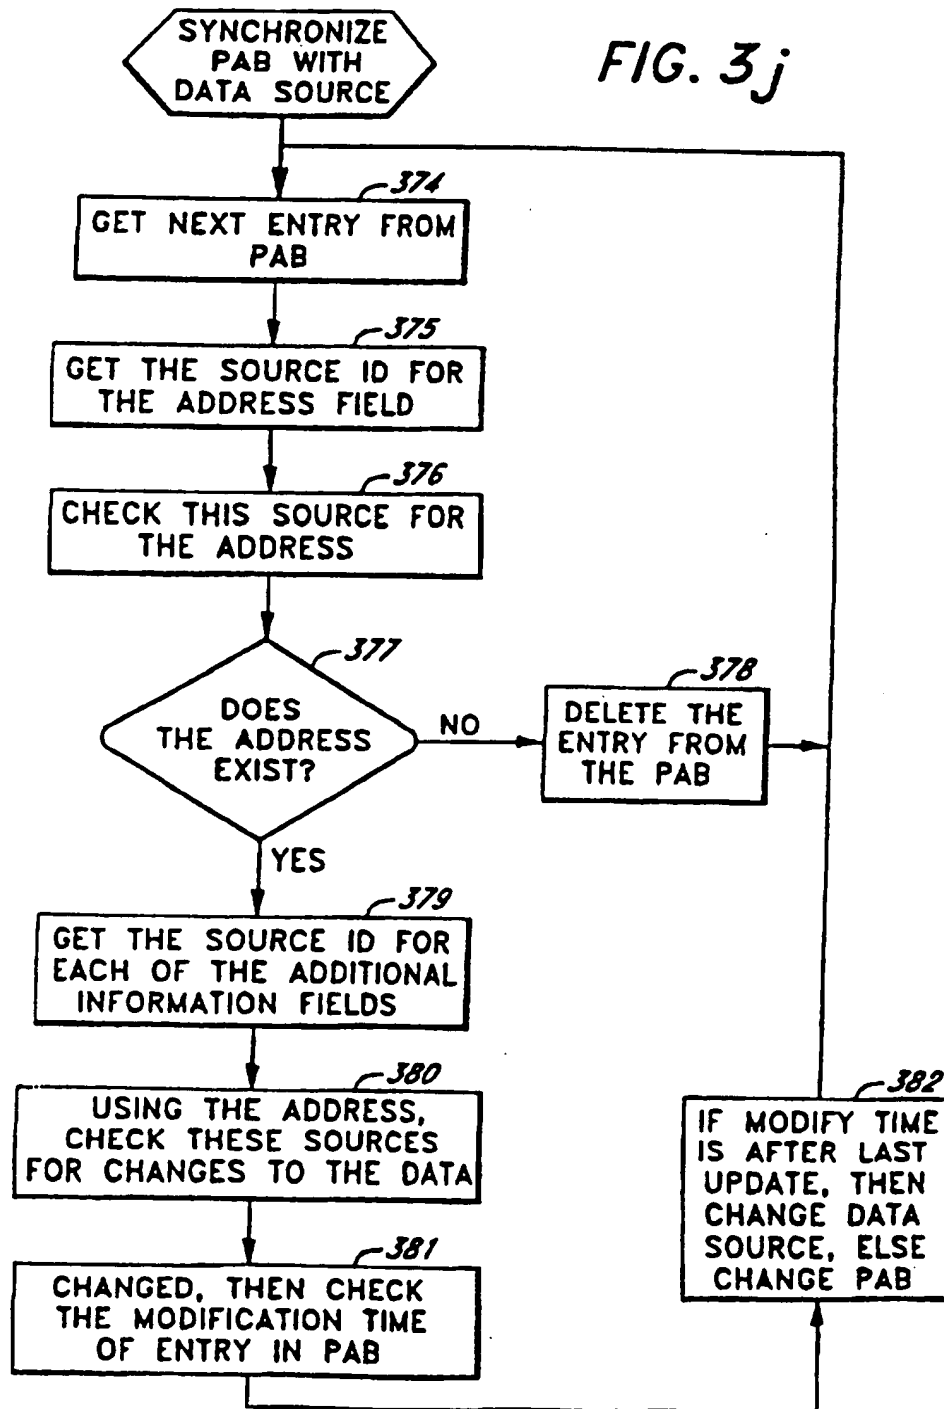 SYNCHRONIZE
PAB WITH
DATA SOURCE
FIG. 3j
374
GET NEXT ENTRY FROM
PAB
375
GET THE SOURCE ID FOR
THE ADDRESS FIELD
376
CHECK THIS SOURCE FOR
THE ADDRESS
377
DOES
THE ADDRESS
EXIST?
NO
378
DELETE THE
ENTRY FROM
THE PAB
YES
379
GET THE SOURCE ID FOR
EACH OF THE ADDITIONAL
INFORMATION FIELDS
380
USING THE ADDRESS,
CHECK THESE SOURCES
FOR CHANGES TO THE DATA
381
CHANGED, THEN CHECK
THE MODIFICATION TIME
OF ENTRY IN PAB
382
IF MODIFY TIME
IS AFTER LAST
UPDATE, THEN
CHANGE DATA
SOURCE, ELSE
CHANGE PAB